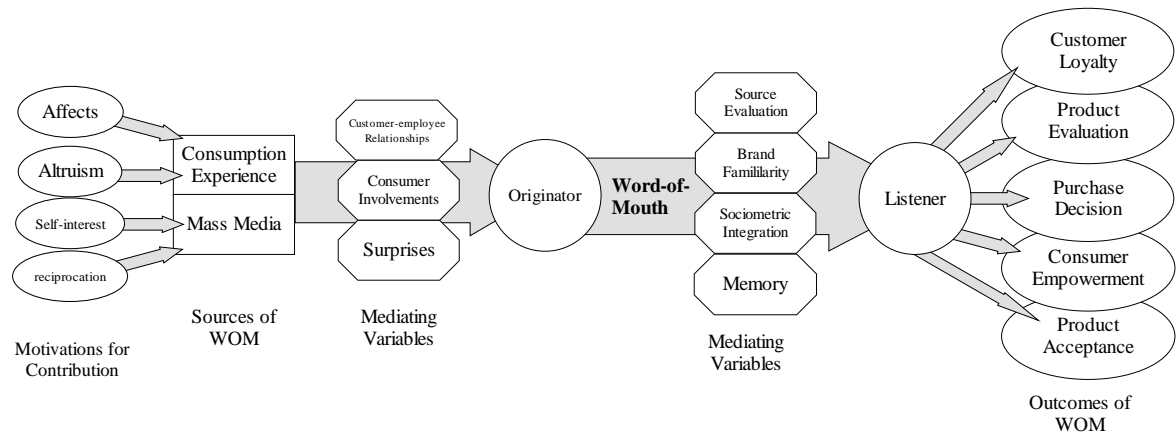 Affects
Altruism
Self-interest
reciprocation
Motivations for
Contribution
Consumption
Experience
Mass Media
Sources of
WOM
Customer-employee
Relationships
Consumer
Involvements
Surprises
Mediating
Variables
Originator
Word-of-
Mouth
Source
Evaluation
Brand
Famililarity
Sociometric
Integration
Memory
Mediating
Variables
Listener
Customer
Loyalty
Product
Evaluation
Purchase
Decision
Consumer
Empowerment
Product
Acceptance
Outcomes of
WOM